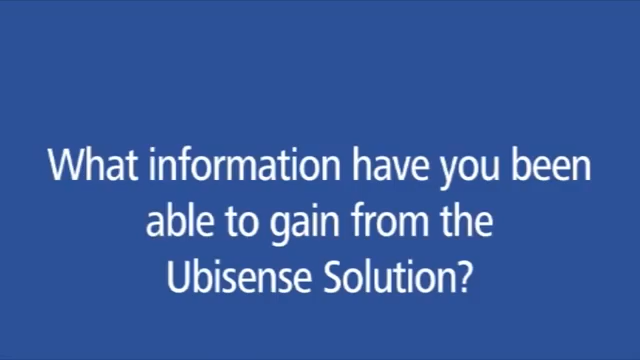 What information have you been
able to gain from the
Ubisense Solution?